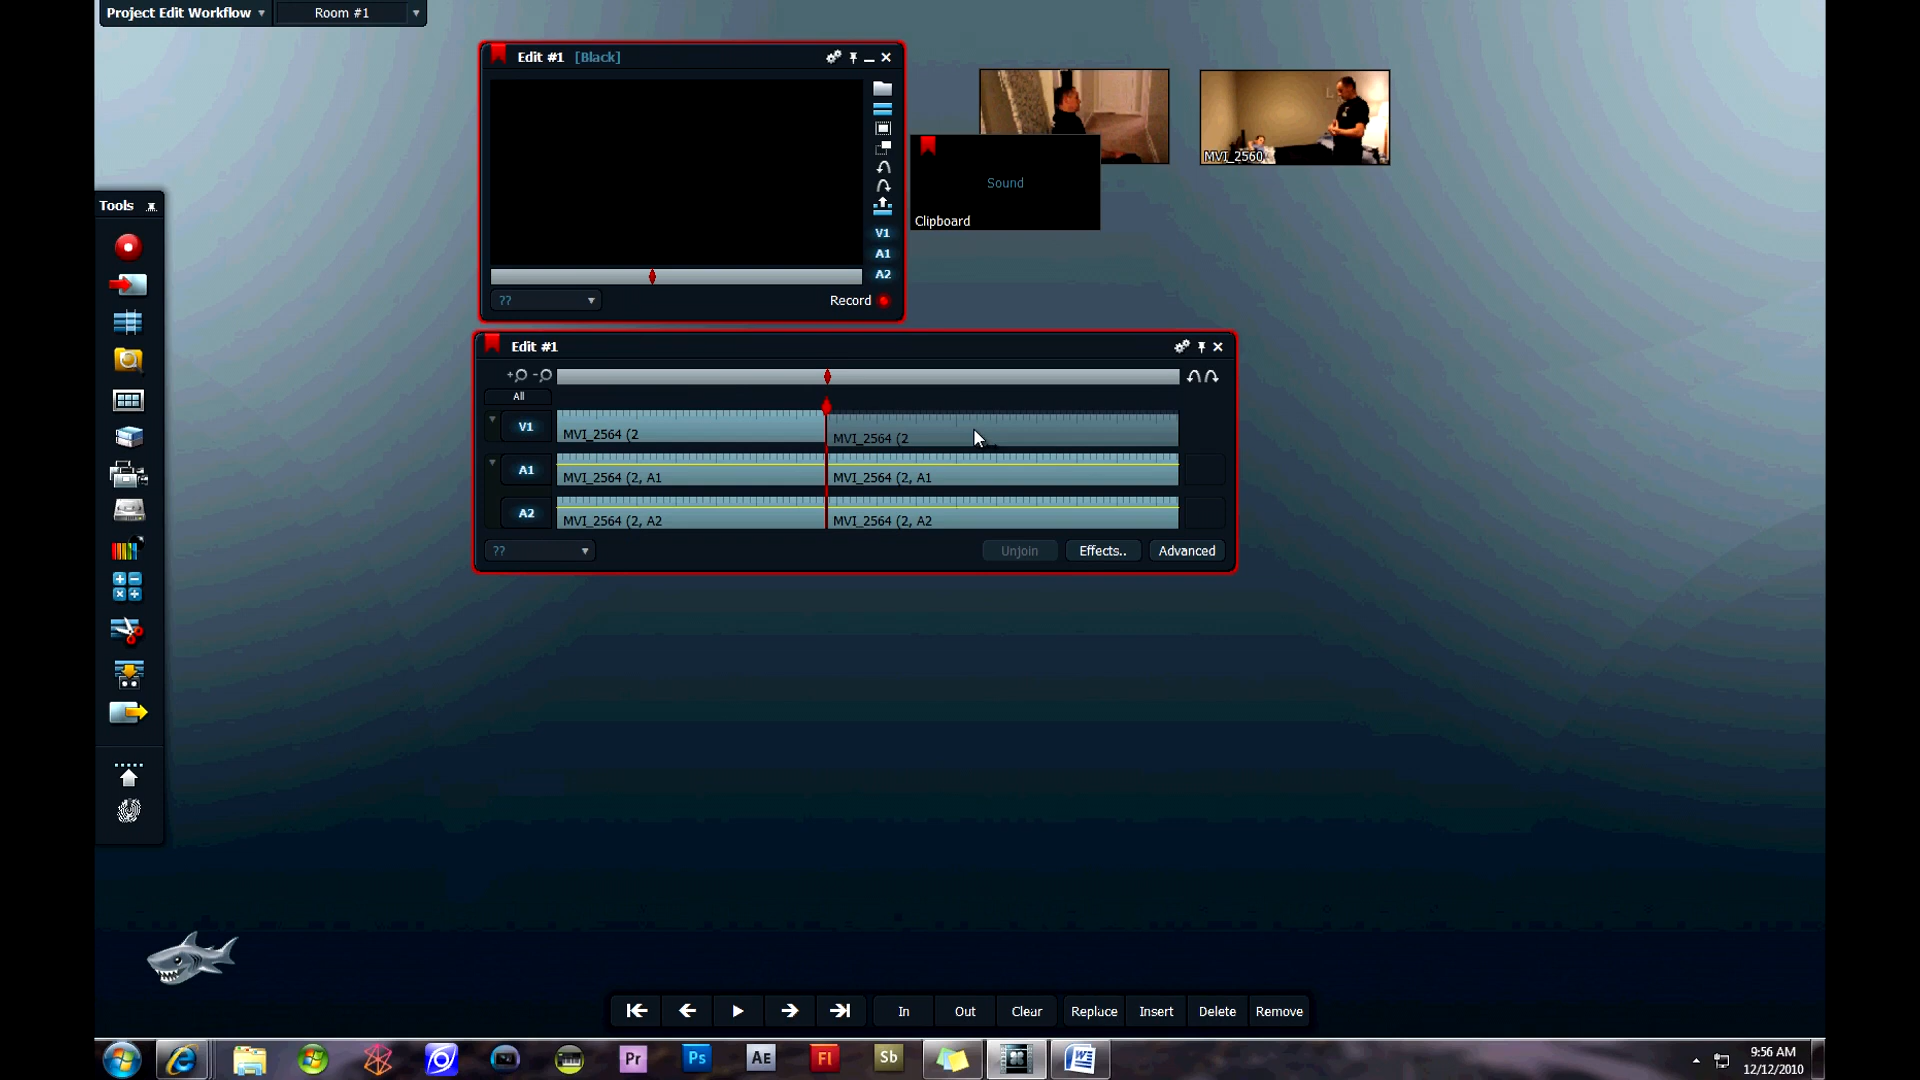 Project Edit Workflow
Room #1
Edit #1 [Black]
V1
A1
A2
??
Record
Sound
Clipboard
MVI_2560
Tools
Edit #1
All
V1
MVI_2564 (2
MVI_2564 (2
A1
MVI_2564 (2, A1
MVI_2564 (2, A1
A2
MVI_2564 (2, A2
MVI_2564 (2, A2
??
Unjoin
Effects..
Advanced
In
Out
Clear
Replace
Insert
Delete
Remove
Pr
Ps
AE
Fl
Sb
9:56 AM
12/12/2010